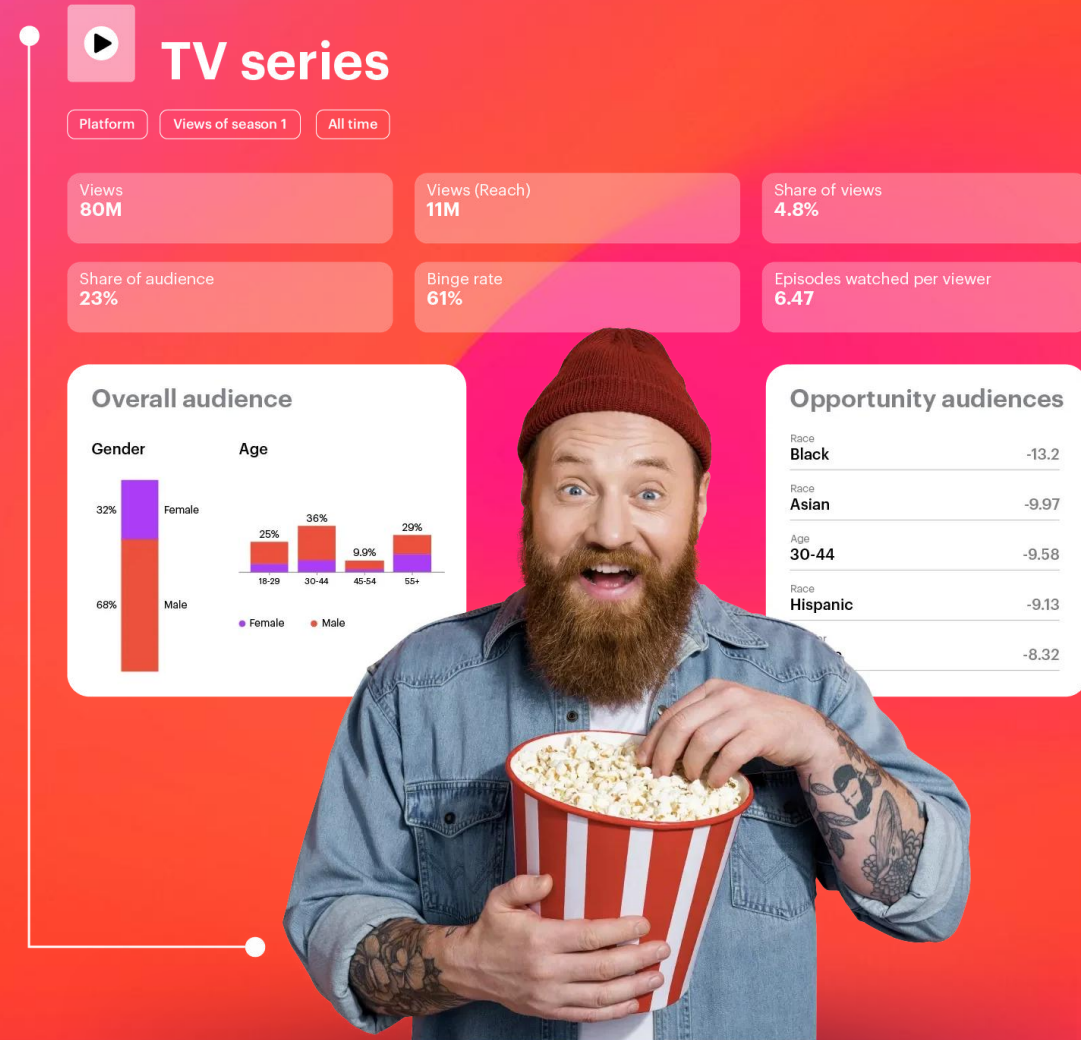 TV series
Platform
Views of season 1
All time
Views
80M
Views (Reach)
11M
Share of views
4.8%
Share of audience
23%
Binge rate
61%
Episodes watched per viewer
6.47
Overall audience
Gender
Age
32%
Female
68%
Male
25%
36%
9.9%
29%
18-29
30-44
45-54
55+
Female
Male
Opportunity audiences
Race
Black
-13.2
Race
Asian
-9.97
Age
30-44
-9.58
Race
Hispanic
-9.13
-8.32